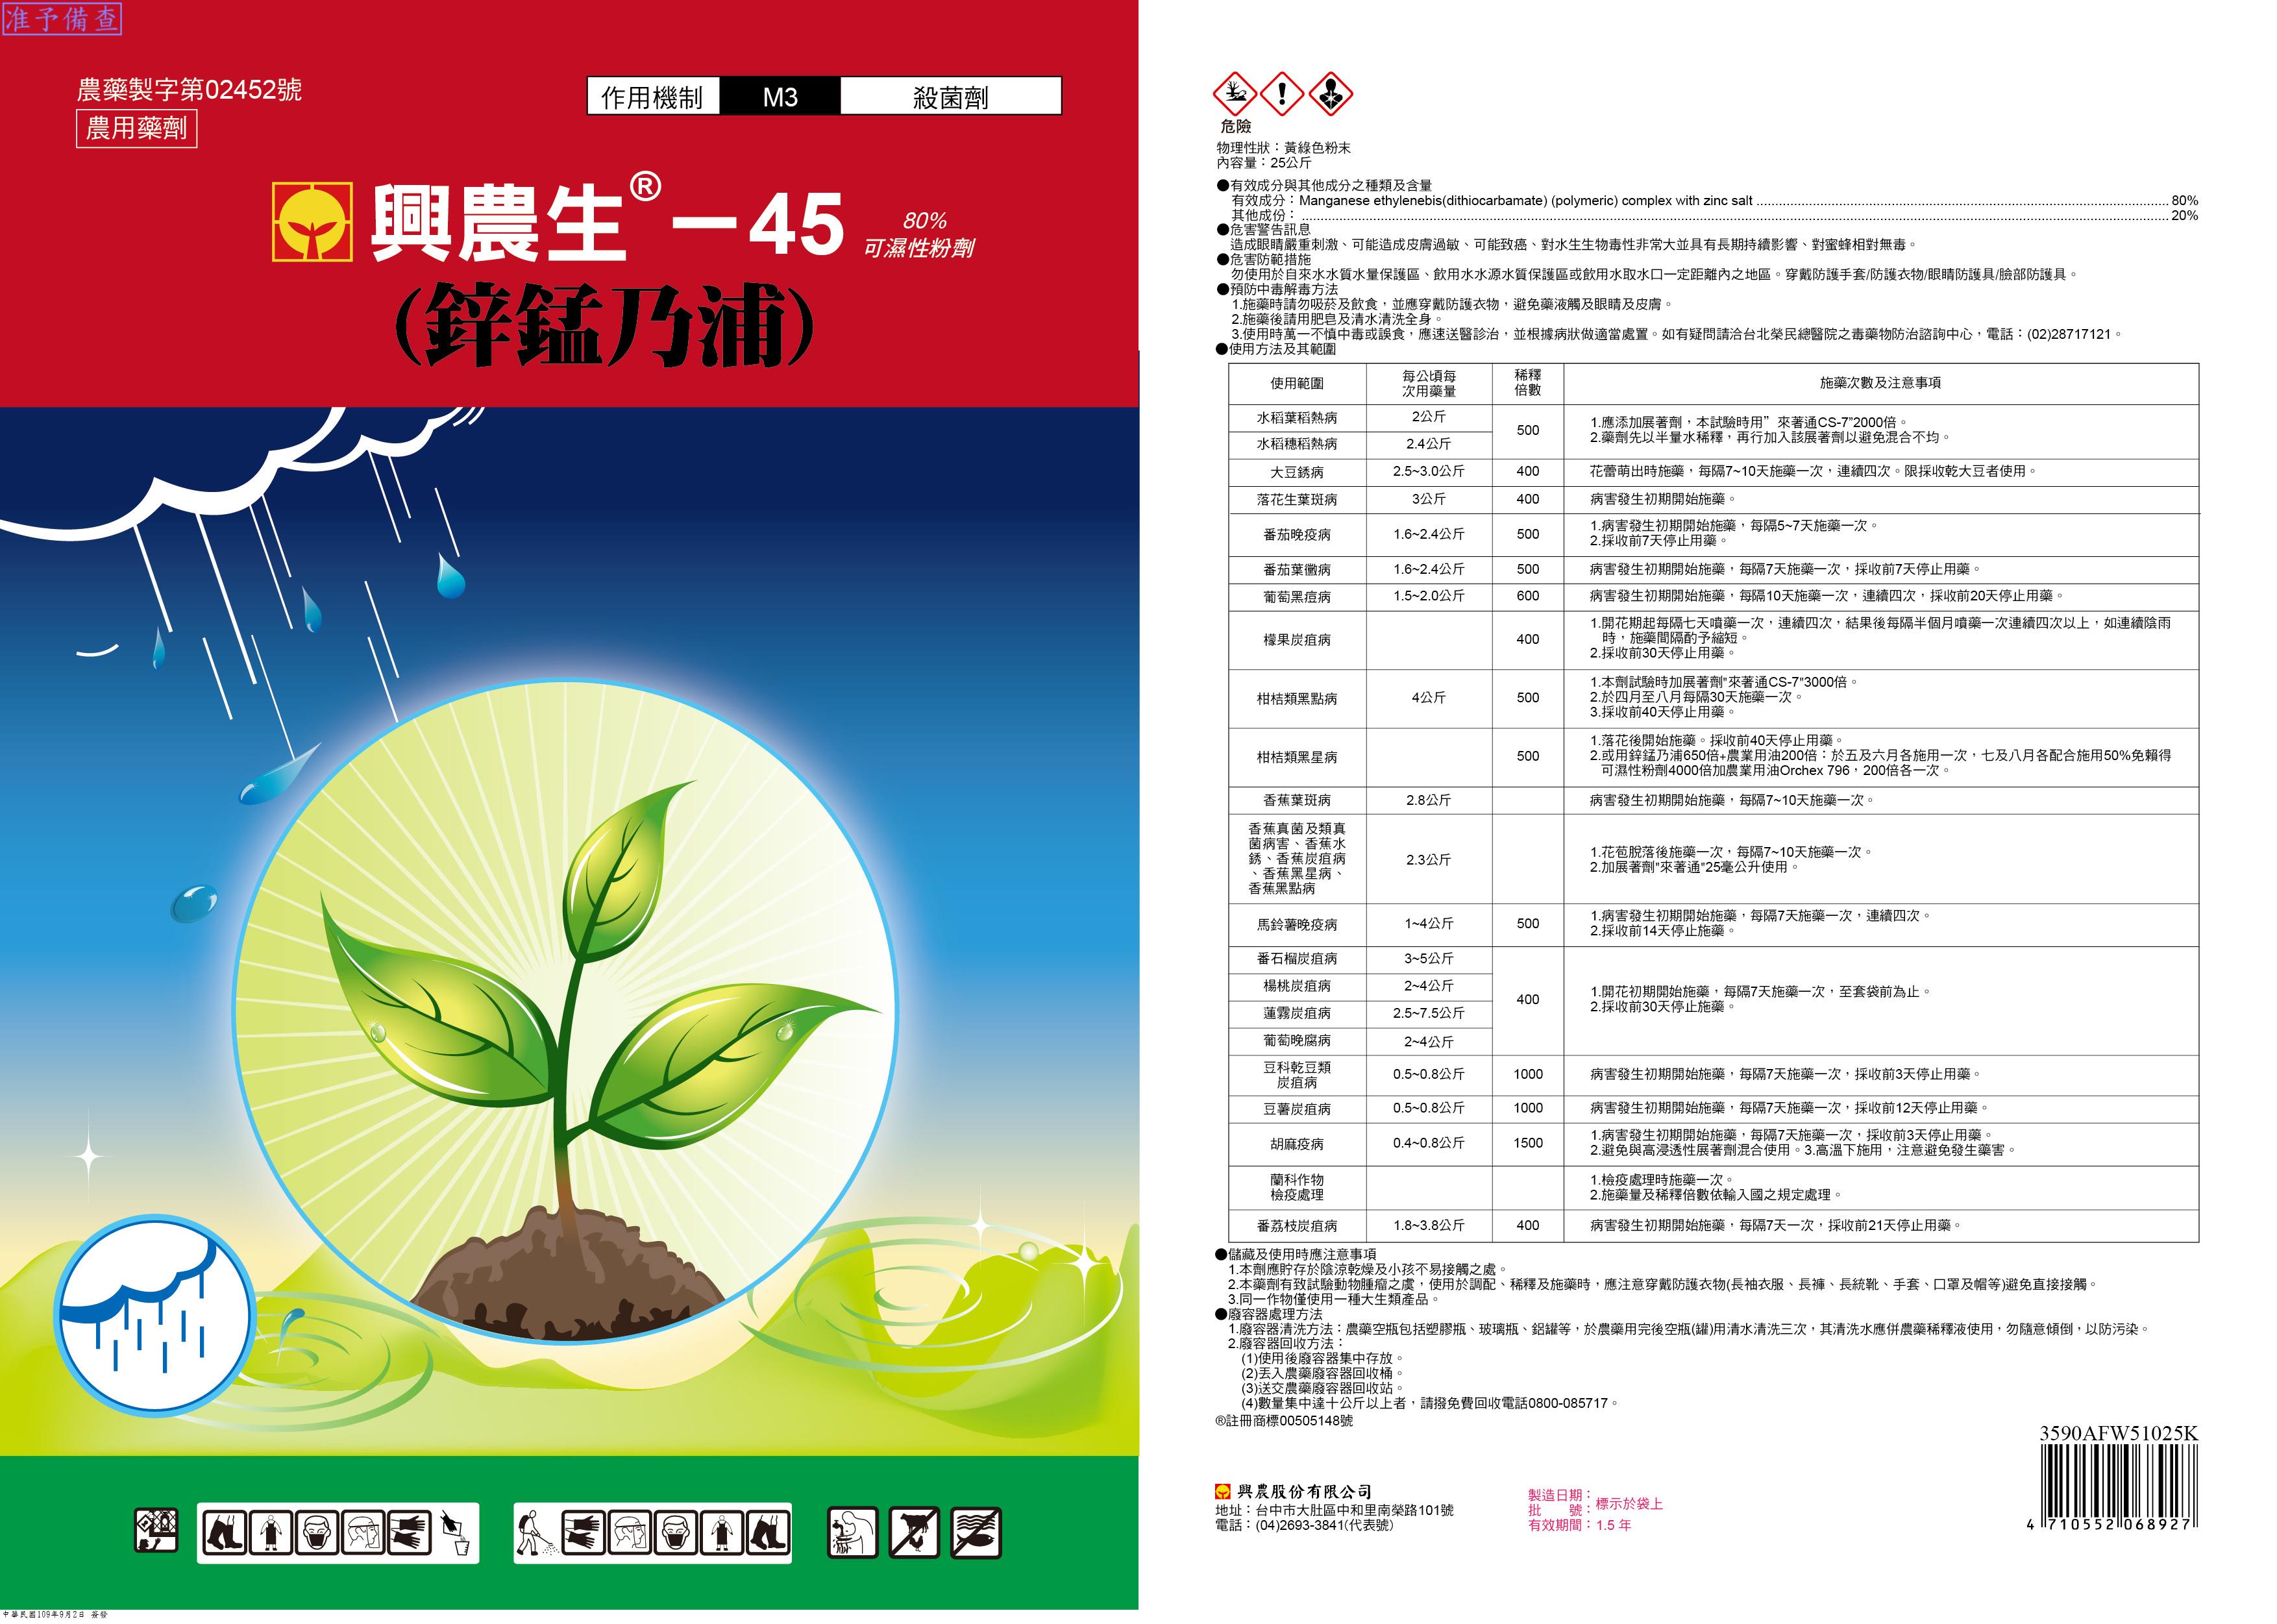 准予備查
農藥製字第02452號
農用藥劑
作用機制 M3 殺菌劑
興農生®－45
80%
可濕性粉劑
(鋅錳乃浦)
中華民國109年9月2日 簽發
危險
物理性狀：黃綠色粉末
內容量：25公斤
●有效成分與其他成分之種類及含量
有效成分：Manganese ethylenebis(dithiocarbamate) (polymeric) complex with zinc salt 80%
其他成份： 20%
●危害警告訊息
造成眼睛嚴重刺激、可能造成皮膚過敏、可能致癌、對水生生物毒性非常大並具有長期持續影響、對蜜蜂相對無毒。
●危害防範措施
勿使用於自來水水質水量保護區、飲用水水源水質保護區或飲用水取水口一定距離內之地區。穿戴防護手套/防護衣物/眼睛防護具/臉部防護具。
●預防中毒解毒方法
1.施藥時請勿吸菸及飲食，並應穿戴防護衣物，避免藥液觸及眼睛及皮膚。
2.施藥後請用肥皂及清水清洗全身。
3.使用時萬一不慎中毒或誤食，應速送醫診治，並根據病狀做適當處置。如有疑問請洽台北榮民總醫院之毒藥物防治諮詢中心，電話：(02)28717121。
●使用方法及其範圍
使用範圍 每公頃每次用藥量 稀釋倍數 施藥次數及注意事項
水稻葉稻熱病 2公斤 500 1.應添加展著劑，本試驗時用”來著通CS-7”2000倍。
水稻穗稻熱病 2.4公斤 2.藥劑先以半量水稀釋，再行加入該展著劑以避免混合不均。
大豆銹病 2.5~3.0公斤 400 花蕾萌出時施藥，每隔7~10天施藥一次，連續四次。限採收乾大豆者使用。
落花生葉斑病 3公斤 400 病害發生初期開始施藥。
番茄晚疫病 1.6~2.4公斤 500 1.病害發生初期開始施藥，每隔5~7天施藥一次。
2.採收前7天停止用藥。
番茄葉黴病 1.6~2.4公斤 500 病害發生初期開始施藥，每隔7天施藥一次，採收前7天停止用藥。
葡萄黑痘病 1.5~2.0公斤 600 病害發生初期開始施藥，每隔10天施藥一次，連續四次，採收前20天停止用藥。
檬果炭疽病 400 1.開花期起每隔七天噴藥一次，連續四次，結果後每隔半個月噴藥一次連續四次以上，如連續陰雨
時，施藥間隔酌予縮短。
2.採收前30天停止用藥。
柑桔類黑點病 4公斤 500 1.本劑試驗時加展著劑"來著通CS-7"3000倍。
2.於四月至八月每隔30天施藥一次。
3.採收前40天停止用藥。
柑桔類黑星病 500 1.落花後開始施藥。採收前40天停止用藥。
2.或用鋅錳乃浦650倍+農業用油200倍：於五及六月各施用一次，七及八月各配合施用50%免賴得
可濕性粉劑4000倍加農業用油Orchex 796，200倍各一次。
香蕉葉斑病 2.8公斤 病害發生初期開始施藥，每隔7~10天施藥一次。
香蕉真菌及類真
菌病害、香蕉水
銹、香蕉炭疽病
、香蕉黑星病、
香蕉黑點病
2.3公斤
1.花苞脫落後施藥一次，每隔7~10天施藥一次。
2.加展著劑"來著通"25毫公升使用。
馬鈴薯晚疫病 1~4公斤 500 1.病害發生初期開始施藥，每隔7天施藥一次，連續四次。
2.採收前14天停止施藥。
番石榴炭疽病 3~5公斤
楊桃炭疽病 2~4公斤 400 1.開花初期開始施藥，每隔7天施藥一次，至套袋前為止。
蓮霧炭疽病 2.5~7.5公斤 2.採收前30天停止施藥。
葡萄晚腐病 2~4公斤
豆科乾豆類
炭疽病 0.5~0.8公斤 1000 病害發生初期開始施藥，每隔7天施藥一次，採收前3天停止用藥。
豆薯炭疽病 0.5~0.8公斤 1000 病害發生初期開始施藥，每隔7天施藥一次，採收前12天停止用藥。
胡麻疫病 0.4~0.8公斤 1500 1.病害發生初期開始施藥，每隔7天施藥一次，採收前3天停止用藥。
2.避免與高浸透性展著劑混合使用。3.高溫下施用，注意避免發生藥害。
蘭科作物 1.檢疫處理時施藥一次。
檢疫處理 2.施藥量及稀釋倍數依輸入國之規定處理。
番荔枝炭疽病 1.8~3.8公斤 400 病害發生初期開始施藥，每隔7天一次，採收前21天停止用藥。
●儲藏及使用時應注意事項
1.本劑應貯存於陰涼乾燥及小孩不易接觸之處。
2.本藥劑有致試驗動物腫瘤之虞，使用於調配、稀釋及施藥時，應注意穿戴防護衣物(長袖衣服、長褲、長統靴、手套、口罩及帽等)避免直接接觸。
3.同一作物僅使用一種大生類產品。
●廢容器處理方法
1.廢容器清洗方法：農藥空瓶包括塑膠瓶、玻璃瓶、鋁罐等，於農藥用完後空瓶(罐)用清水清洗三次，其清洗水應併農藥稀釋液使用，勿隨意傾倒，以防污染。
2.廢容器回收方法：
(1)使用後廢容器集中存放。
(2)丟入農藥廢容器回收桶。
(3)送交農藥廢容器回收站。
(4)數量集中達十公斤以上者，請撥免費回收電話0800-085717。
®註冊商標00505148號
興農股份有限公司
地址：台中市大肚區中和里南榮路101號
電話：(04)2693-3841(代表號)
製造日期：
批　　號：標示於袋上
有效期間：1.5 年
3590AFW51025K
4 710552 068927